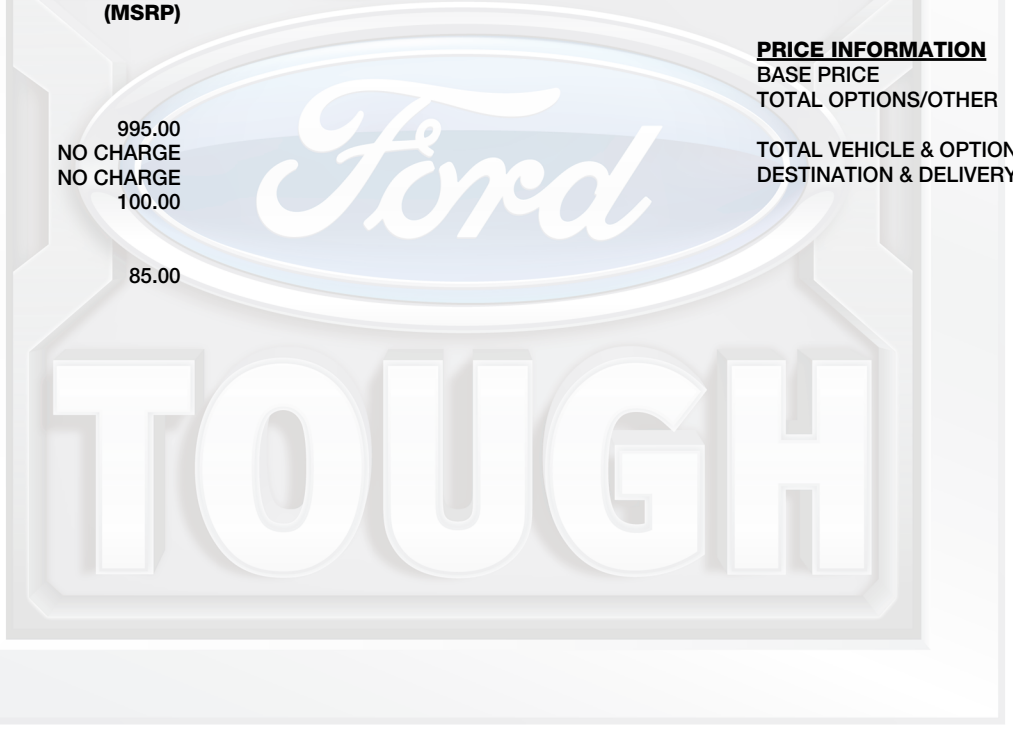 (MSRP)
995.00
NO CHARGE
NO CHARGE
100.00
85.00
PRICE INFORMATION
BASE PRICE
TOTAL OPTIONS/OTHER
TOTAL VEHICLE & OPTION
DESTINATION & DELIVERY
Ford
TOUGH